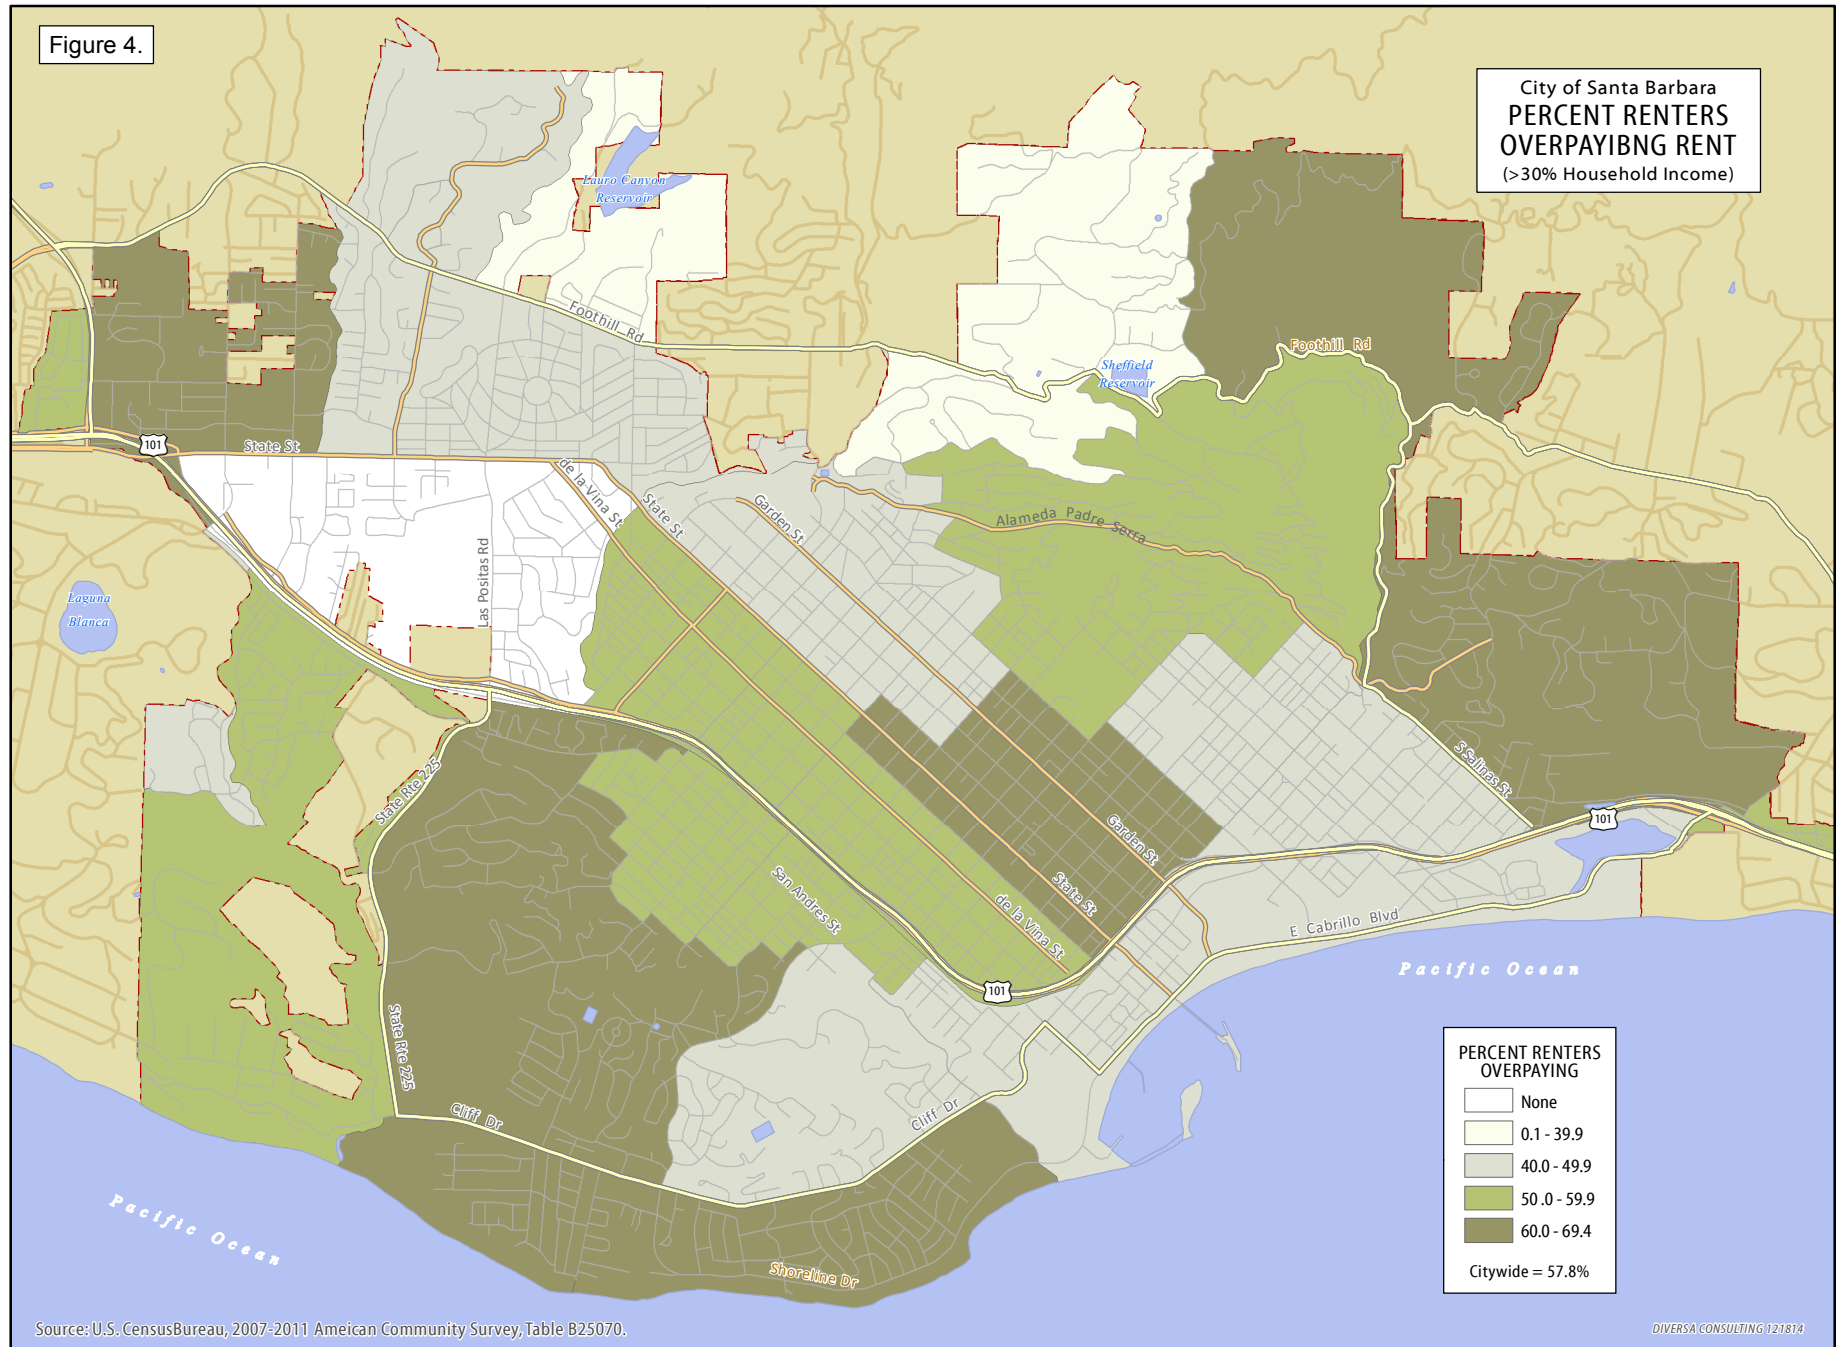 Figure 4.
City of Santa Barbara
PERCENT RENTERS
OVERPAYIBNG RENT
(>30% Household Income)
Lauro Canyon
Reservoir
Foothill Rd
Foothill Rd
Sheffield
Reservoir
101
State St
de la Vina St
State St
Garden St
Alameda Padre Serra
Las Positas Rd
Laguna
Blanca
State Rte 225
S Salinas St
101
Garden St
State St
San Andres St
de la Vina St
E Cabrillo Blvd
Pacific Ocean
101
State Rte 225
Cliff Dr
Cliff Dr
Shoreline Dr
Pacific Ocean
PERCENT RENTERS
OVERPAYING
None
0.1 - 39.9
40.0 - 49.9
50 .0 - 59.9
60.0 - 69.4
Citywide = 57.8%
Source: U.S. CensusBureau, 2007-2011 Ameican Community Survey, Table B25070.
DIVERSA CONSULTING 121814